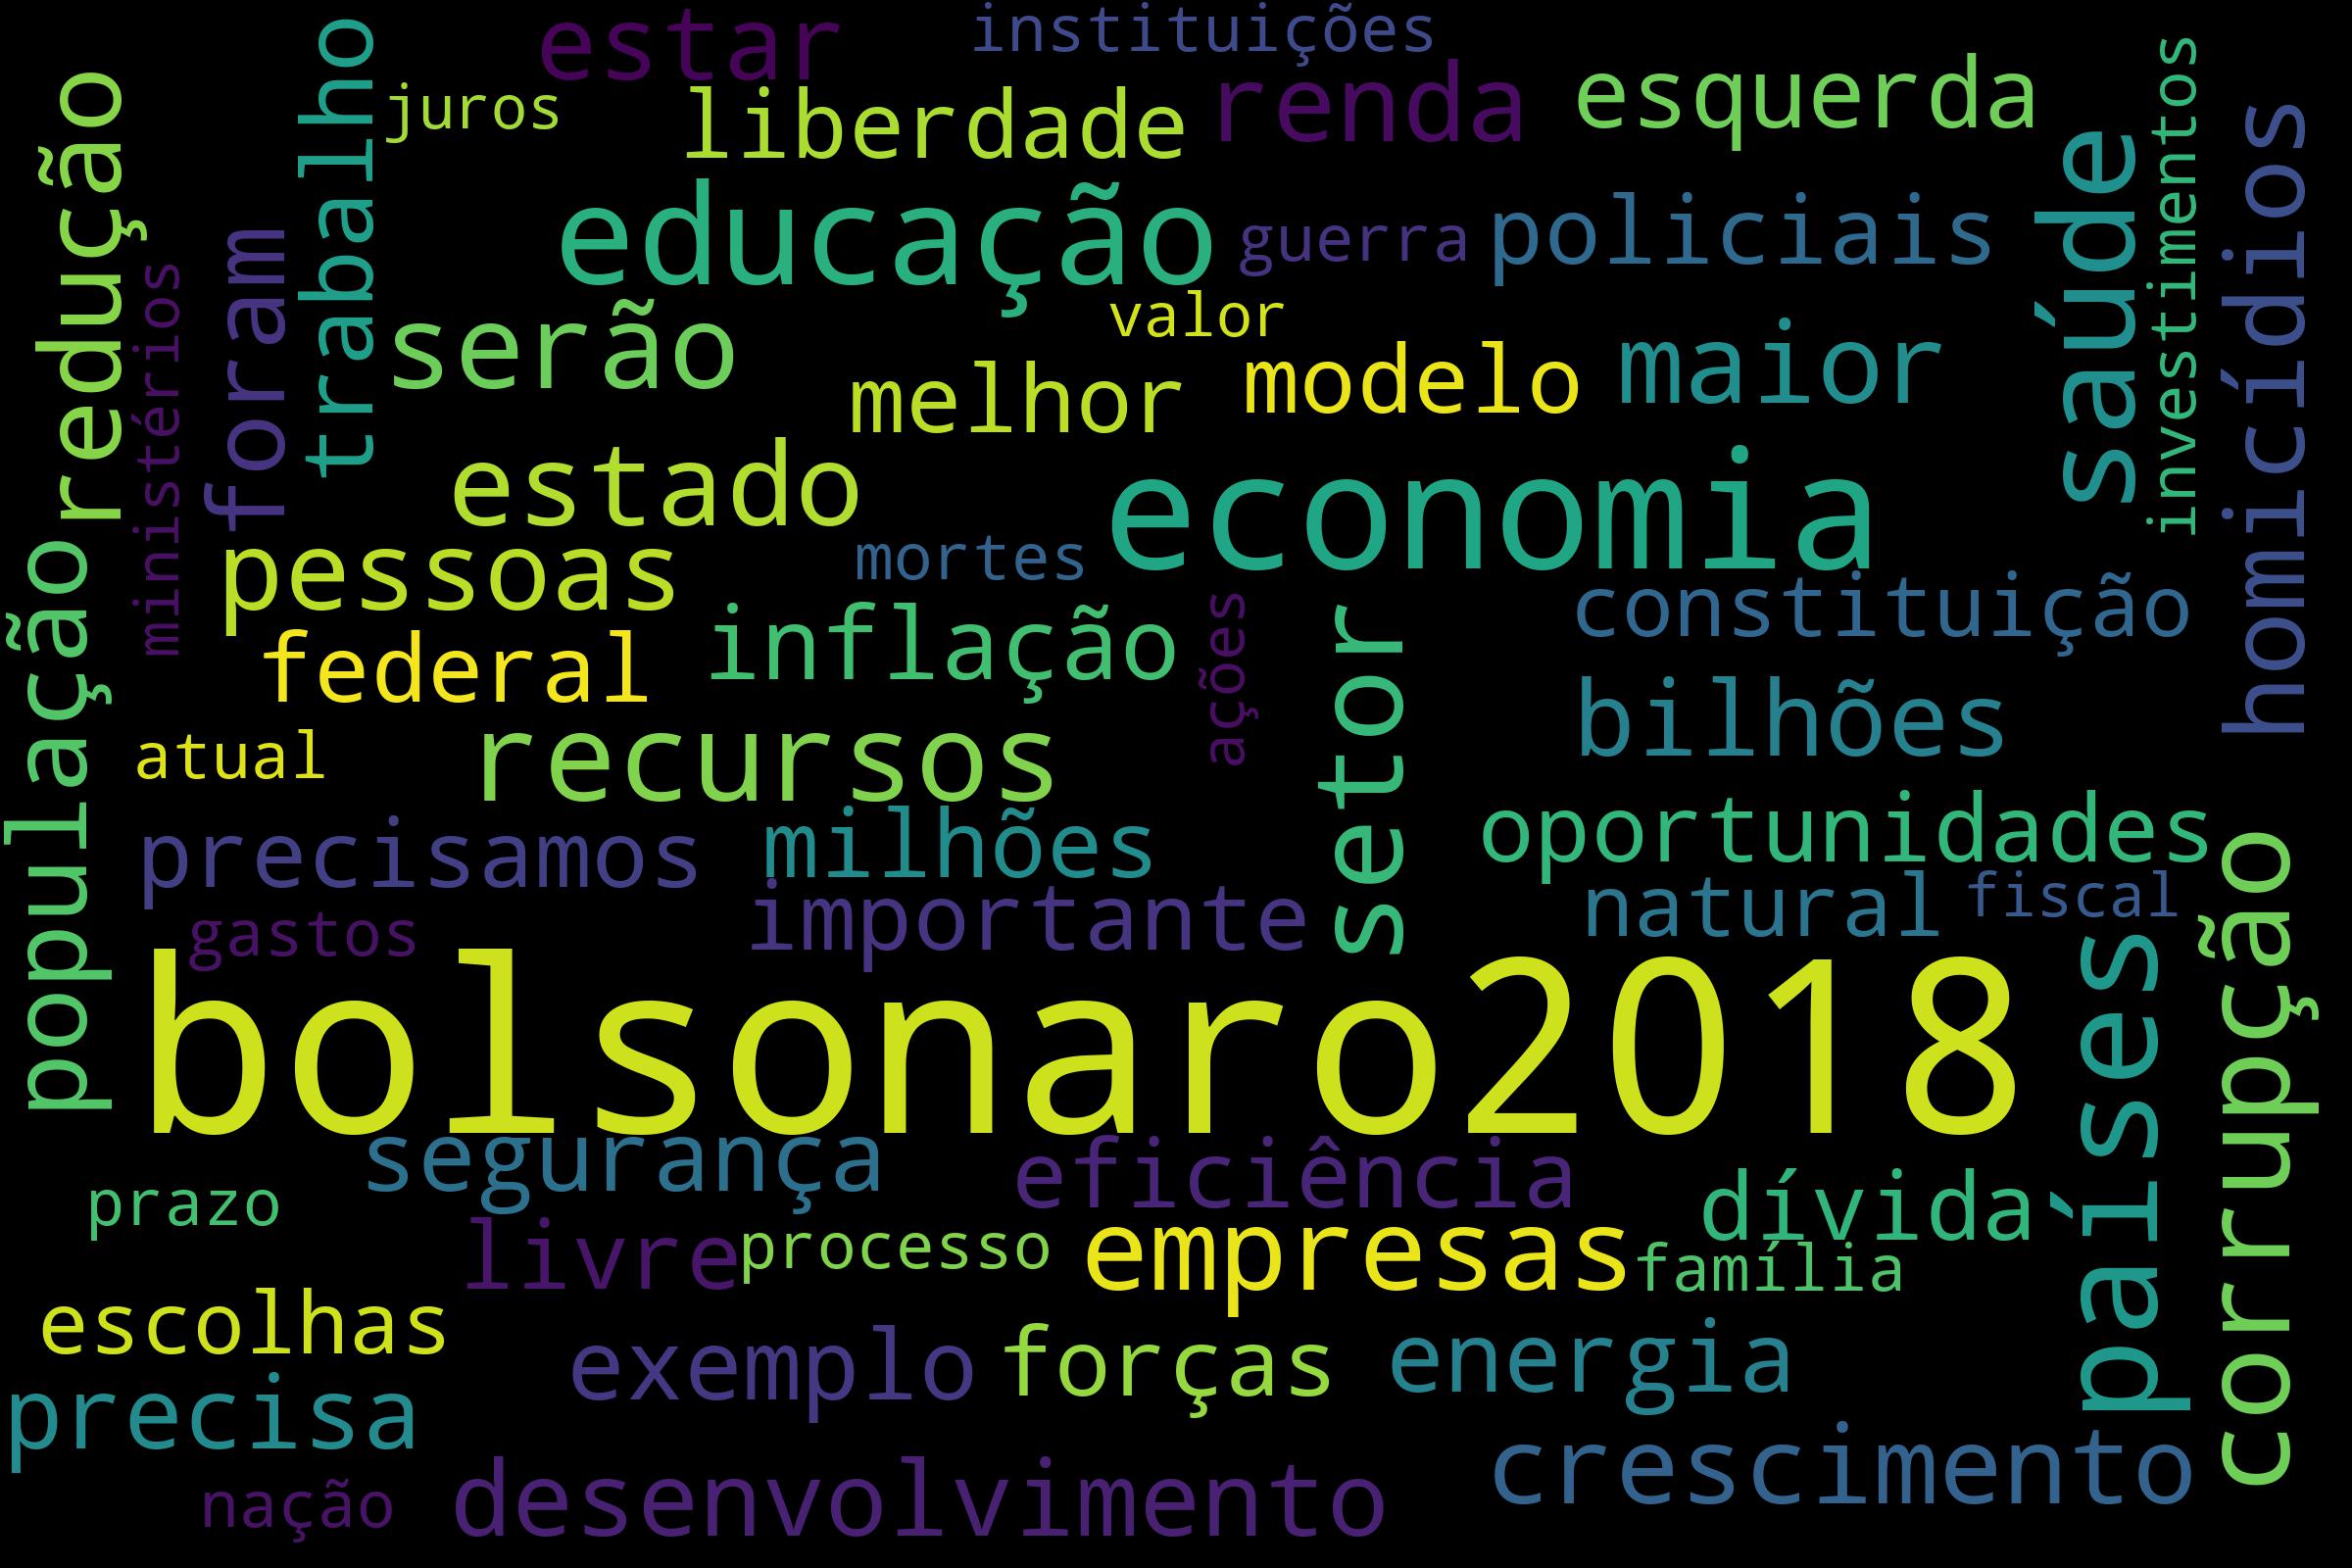 estar
instituições
redução
trabalho
juros
liberdade
renda
esquerda
investimentos
homicídios
saúde
educação
guerra
policiais
foram
ministérios
valor
serão
melhor
modelo
maior
estado
economia
pessoas
mortes
constituição
população
federal
inflação
ações
setor
bilhões
atual
recursos
precisamos
milhões
oportunidades
gastos
importante
natural
fiscal
corrupção
países
bolsonaro2018
segurança
eficiência
prazo
dívida
livre
processo
empresas
família
escolhas
exemplo
forças
energia
precisa
nação
desenvolvimento
crescimento